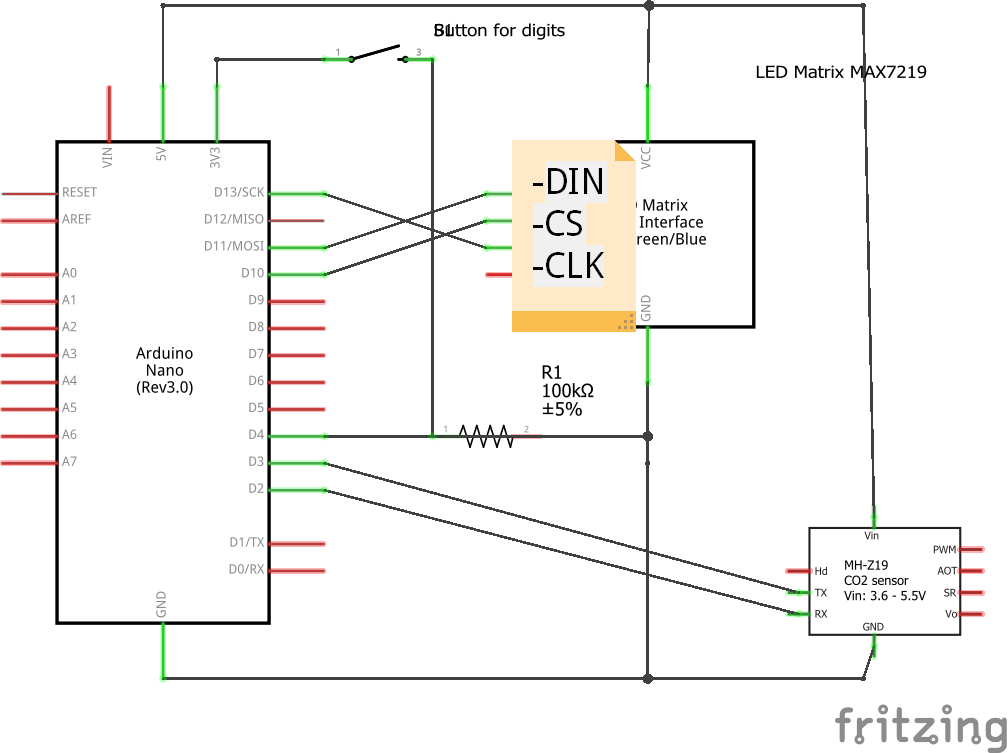 S1
Button for digits
1
3
LED Matrix MAX7219
VIN
5V
3V3
VCC
RESET
AREF
A0
A1
A2
A3
A4
A5
A6
A7
D13/SCK
D12/MISO
D11/MOSI
D10
D9
D8
D7
D6
D5
D4
D3
D2
D1/TX
D0/RX
GND
Arduino
Nano
(Rev3.0)
-DIN
-CS
-CLK
Matrix
Interface
reen/Blue
GND
R1
100kΩ
±5%
1
2
Vin
Hd
TX
RX
MH-Z19
CO2 sensor
Vin: 3.6 - 5.5V
PWM
AOT
SR
Vo
GND
fritzing